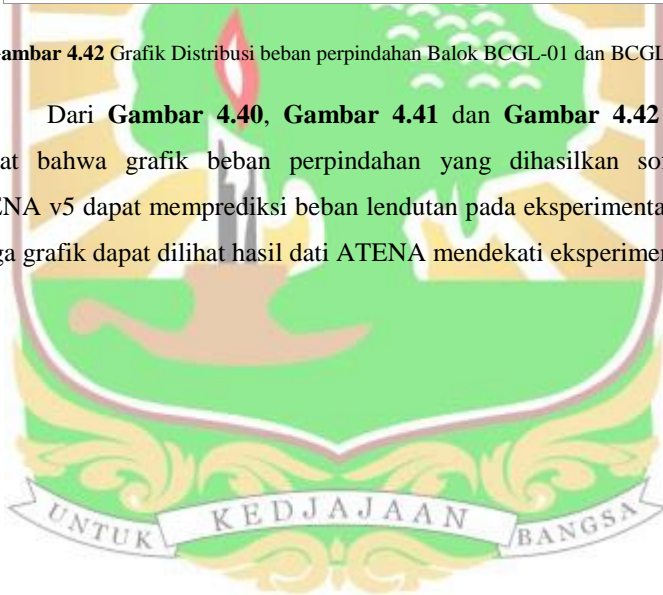 ambar 4.42 Grafik Distribusi beban perpindahan Balok BCGL-01 dan BCGL
Dari Gambar 4.40, Gambar 4.41 dan Gambar 4.42
at bahwa grafik beban perpindahan yang dihasilkan so
ENA v5 dapat memprediksi beban lendutan pada eksperimenta
ga grafik dapat dilihat hasil dati ATENA mendekati eksperimen
UNTUK KEDJAJAAN BANGSA